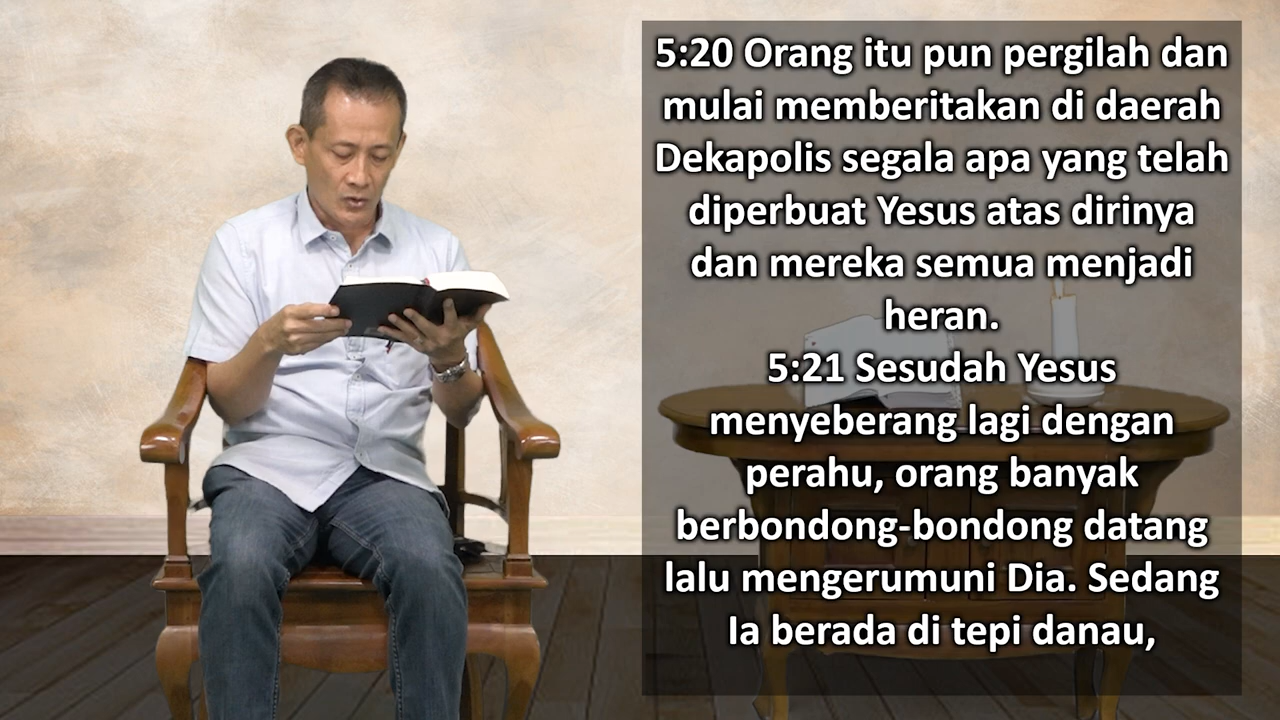 5:20 Orang itu pun pergilah dan
mulai memberitakan di daerah
Dekapolis segala apa yang telah
diperbuat Yesus atas dirinya
dan mereka semua menjadi
heran.
5:21 Sesudah Yesus
menyeberang lagi dengan
perahu, orang banyak
berbondong-bondong datang
lalu mengerumuni Dia. Sedang
Ia berada di tepi danau,